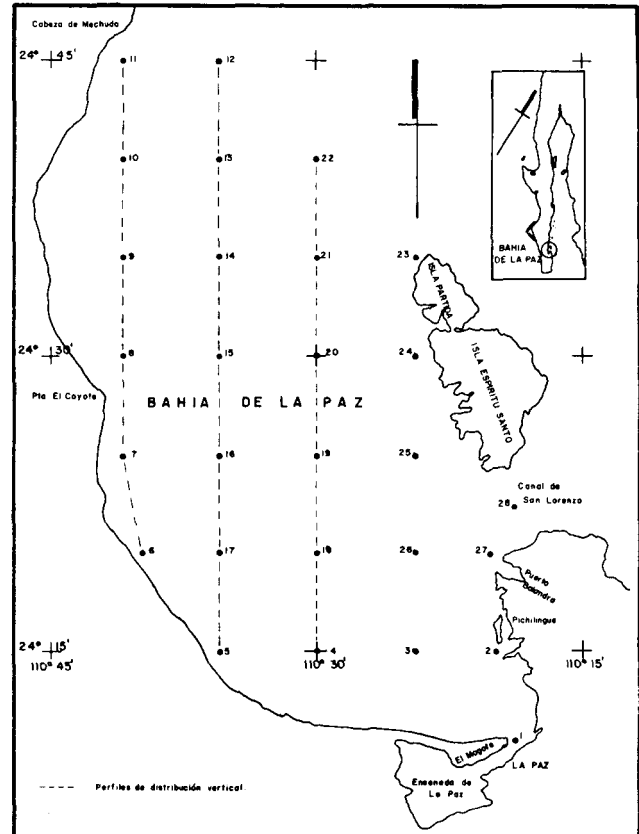 Cabeza de Mechudo
24° 45'
11
12
10
13
22
9
14
21
23
BAHIA
DE LA PAZ
ISLA PARTIDA
24° 30'
8
15
20
24
ISLA ESPIRITU SANTO
Pta. El Coyote
BAHIA DE LA PAZ
7
16
19
25
Canal de
San Lorenzo
28
6
17
18
26
27
Puerto
Balandra
Pichilingue
24° 15'
5
4
3
2
110° 45'
110° 30'
110° 15'
1
El Mogote
LA PAZ
Ensenada de
La Paz
Perfiles de distribución vertical.